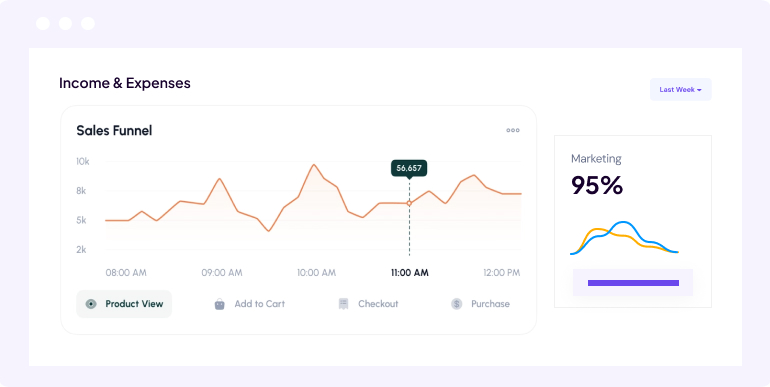 Income & Expenses
Last Week
Sales Funnel
10k
56,657
8k
5k
2k
08:00 AM 09:00 AM 10:00 AM 11:00 AM 12:00 PM
Product View Add to Cart Checkout Purchase
Marketing
95%